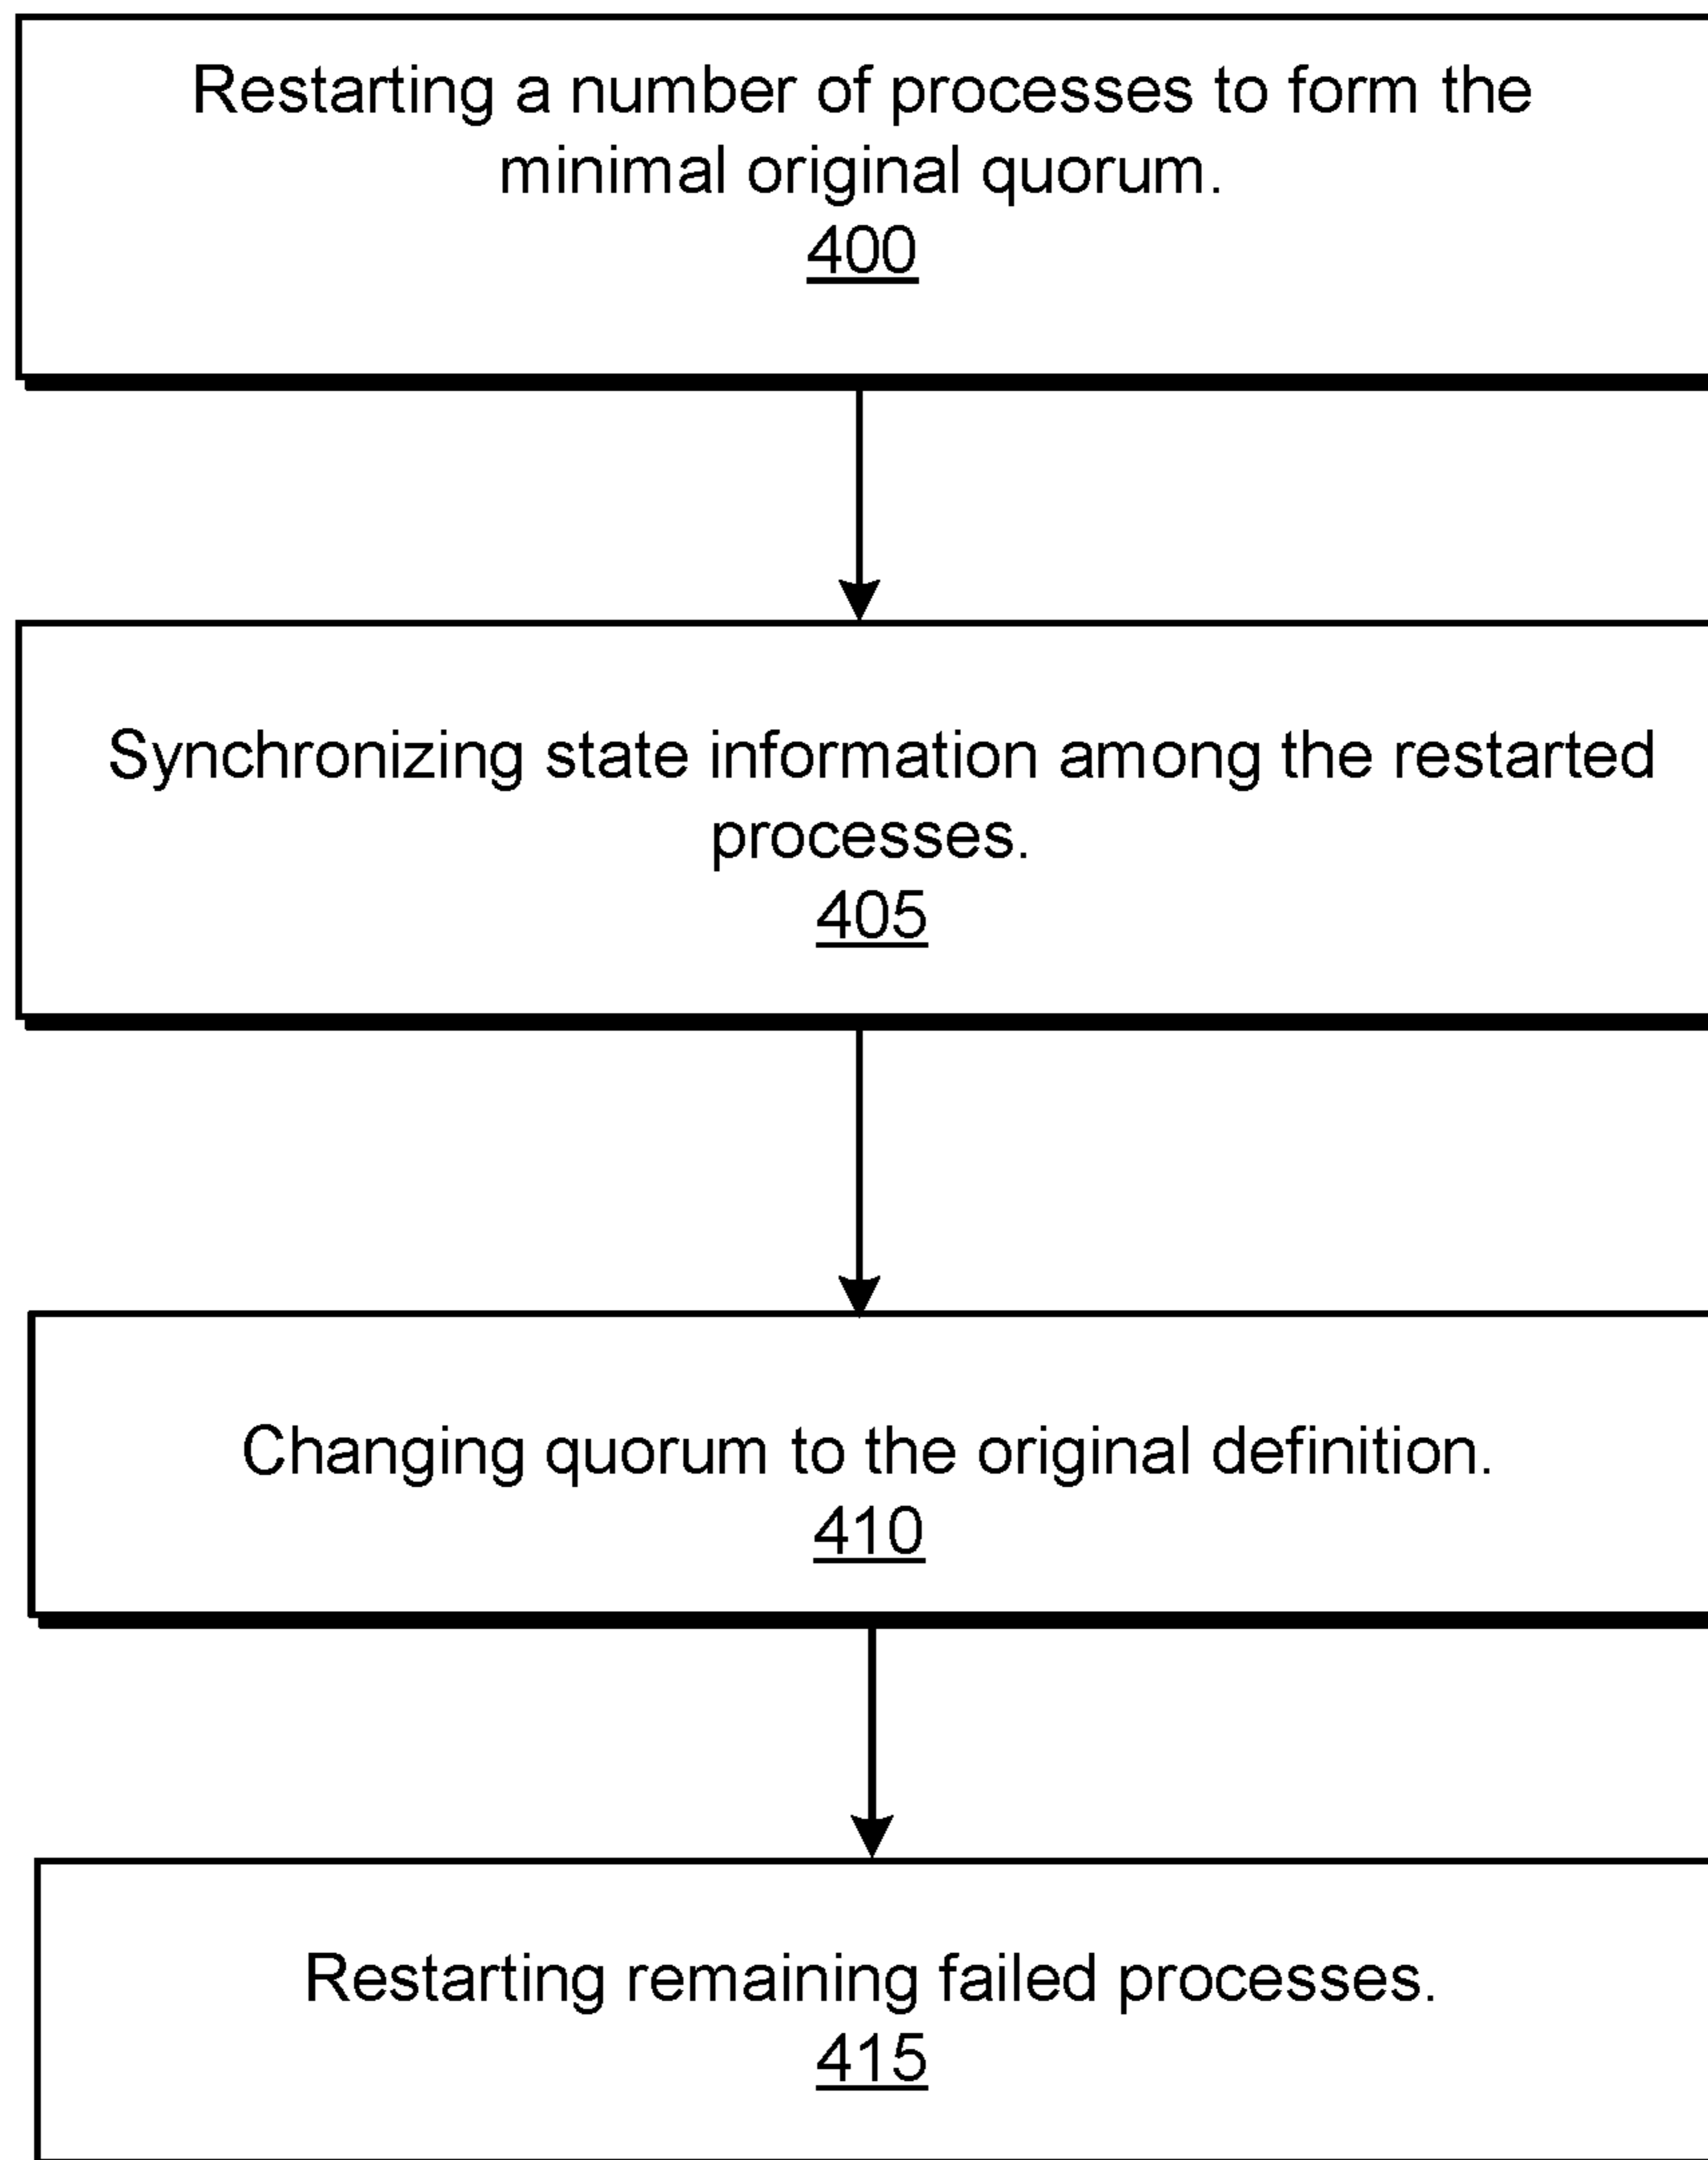 Restarting a number of processes to form the
minimal original quorum.
400
Synchronizing state information among the restarted
processes.
405
Changing quorum to the original definition.
410
Restarting remaining failed processes.
415